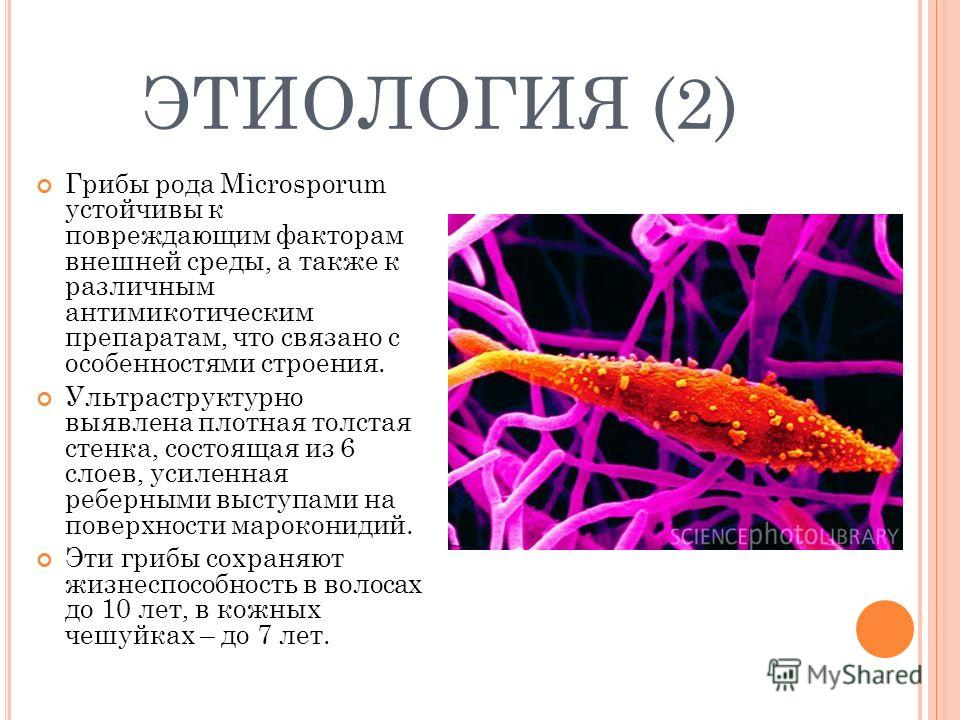 ЭТИОЛОГИЯ (2)
Грибы рода Microsporum
устойчивы к
повреждающим факторам
внешней среды, а также к
различным
антимикотическим
препаратам, что связано с
особенностями строения.
Ультраструктурно
выявлена плотная толстая
стенка, состоящая из 6
слоев, усиленная
реберными выступами на
поверхности мароконидий.
Эти грибы сохраняют
жизнеспособность в волосах
до 10 лет, в кожных
чешуйках – до 7 лет.
SCIENCEphotoLIBRARY
MyShared